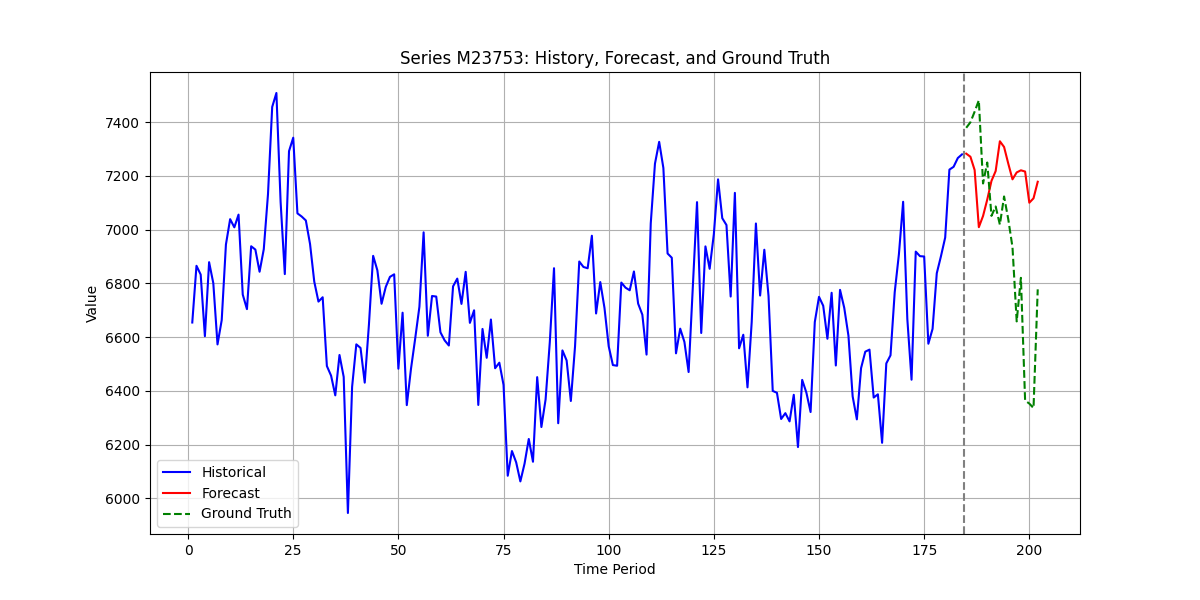 Series M23753: History, Forecast, and Ground Truth
Value
7400
7200
7000
6800
6600
6400
6200
6000
Historical
Forecast
Ground Truth
0 25 50 75 100 125 150 175 200
Time Period